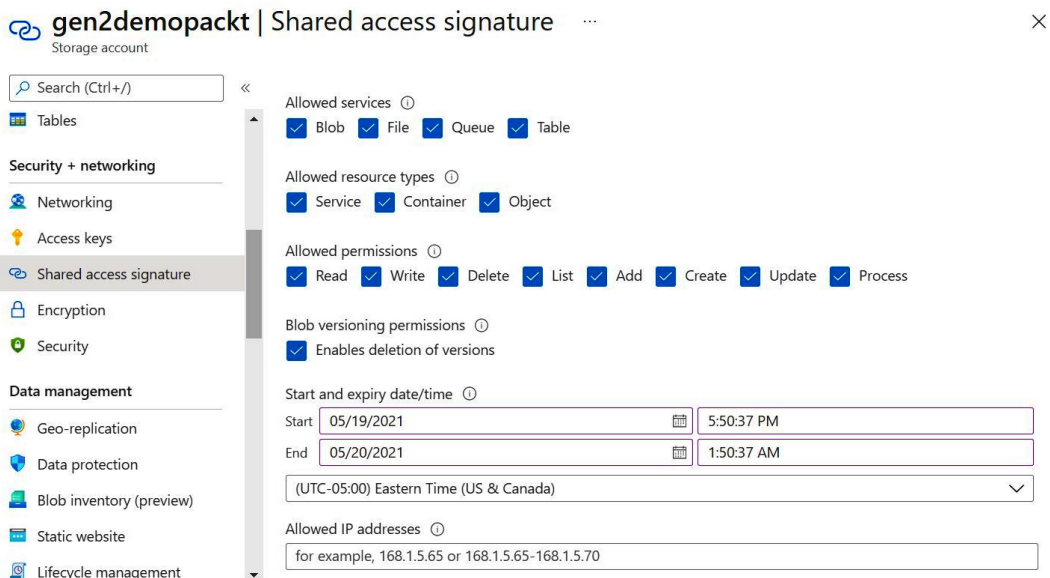 gen2demopackt | Shared access signature ...
Storage account
Search (Ctrl+/)
«
Tables
Security + networking
Networking
Access keys
Shared access signature
Encryption
Security
Data management
Geo-replication
Data protection
Blob inventory (preview)
Static website
Lifecycle management
Allowed services
Blob File Queue Table
Allowed resource types
Service Container Object
Allowed permissions
Read Write Delete List Add Create Update Process
Blob versioning permissions
Enables deletion of versions
Start and expiry date/time
Start 05/19/2021 5:50:37 PM
End 05/20/2021 1:50:37 AM
(UTC-05:00) Eastern Time (US & Canada)
Allowed IP addresses
for example, 168.1.5.65 or 168.1.5.65-168.1.5.70